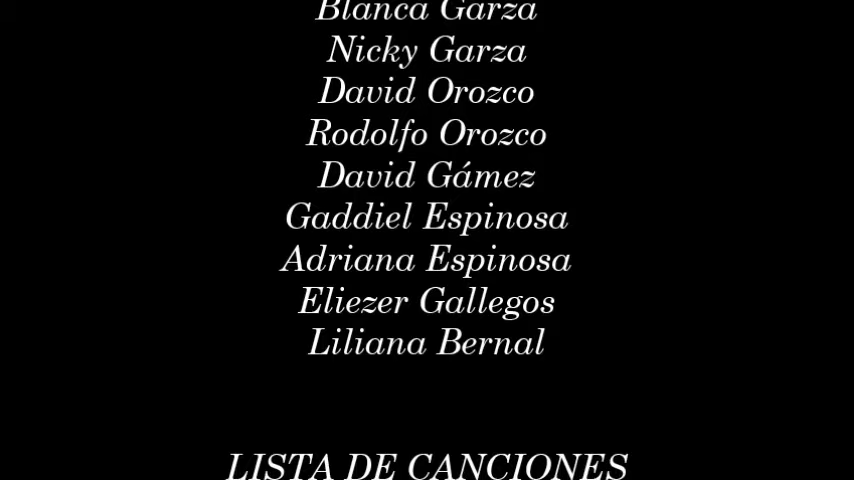 Blanca Garza
Nicky Garza
David Orozco
Rodolfo Orozco
David Gámez
Gaddiel Espinosa
Adriana Espinosa
Eliezer Gallegos
Liliana Bernal
LISTA DE CANCIONES